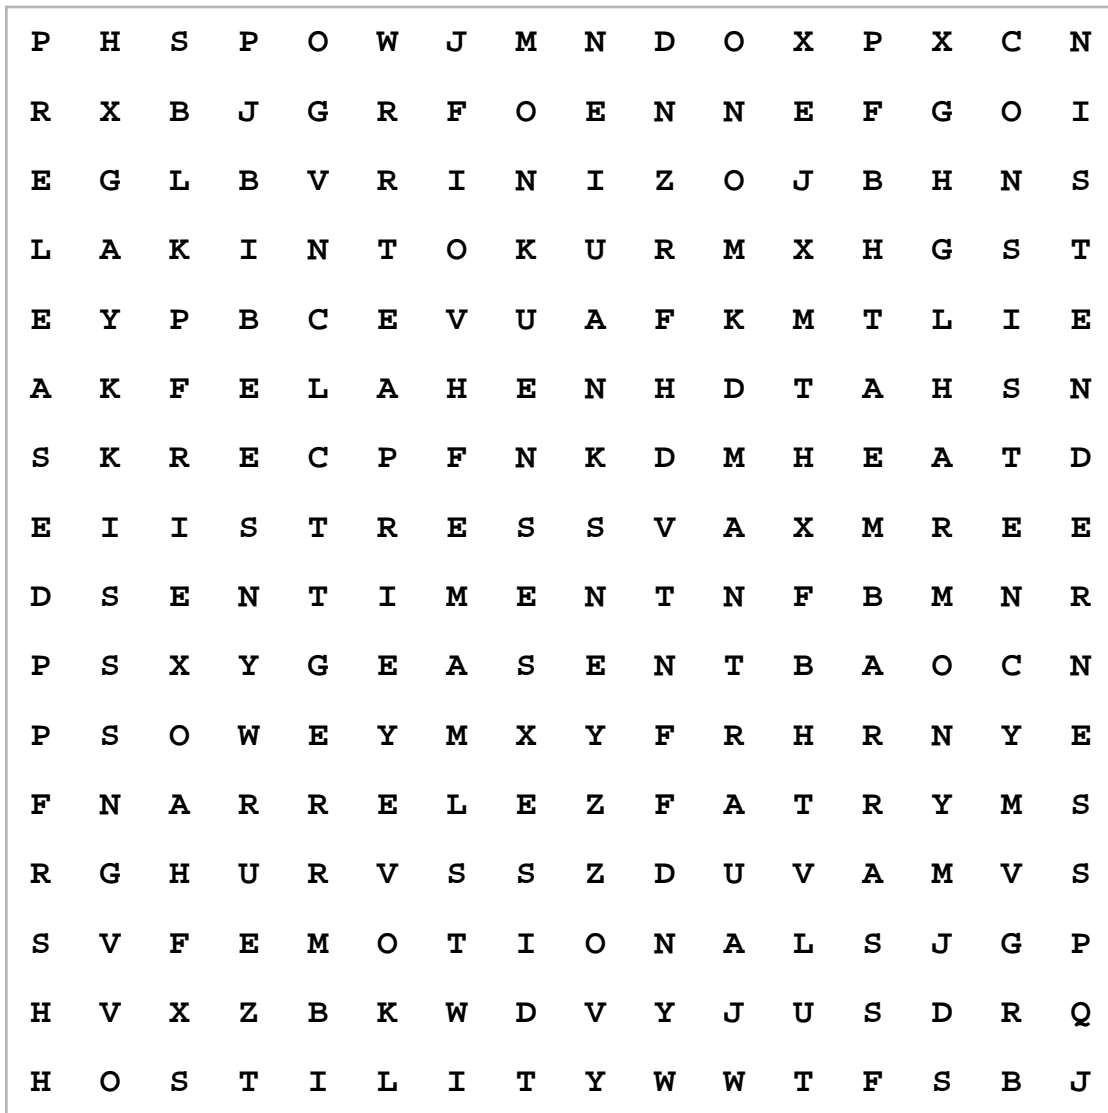 P H S P O W J M N D O X P X C N
R X B J G R F O E N N E F G O I
E G L B V R I N I Z O J B H N S
L A K I N T O K U R M X H G S T
E Y P B C E V U A F K M T L I E
A K F E L A H E N H D T A H S N
S K R E C P F N K D M H E A T D
E I I S T R E S S V A X M R E E
D S E N T I M E N T N F B M N R
P S X Y G E A S E N T B A O C N
P S O W E Y M X Y F R H R N Y E
F N A R R E L E Z F A T R Y M S
R G H U R V S S Z D U V A M V S
S V F E M O T I O N A L S J G P
H V X Z B K W D V Y J U S D R Q
H O S T I L I T Y W W T F S B J